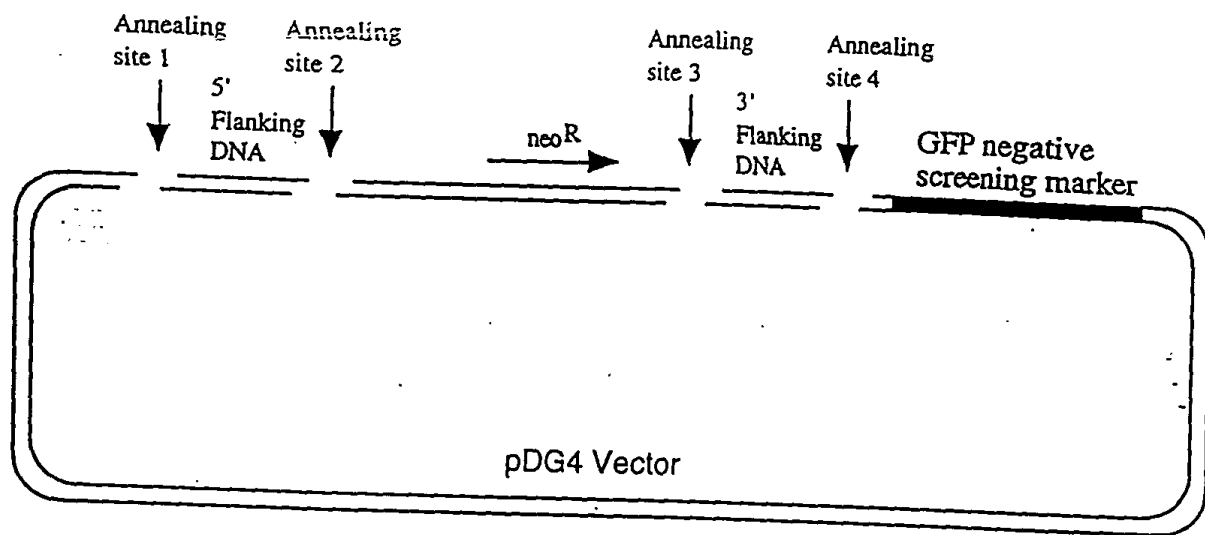 Annealing
site 1
Annealing
site 2
5'
Flanking
DNA
neoR
Annealing
site 3
3'
Flanking
DNA
Annealing
site 4
GFP negative
screening marker
pDG4 Vector